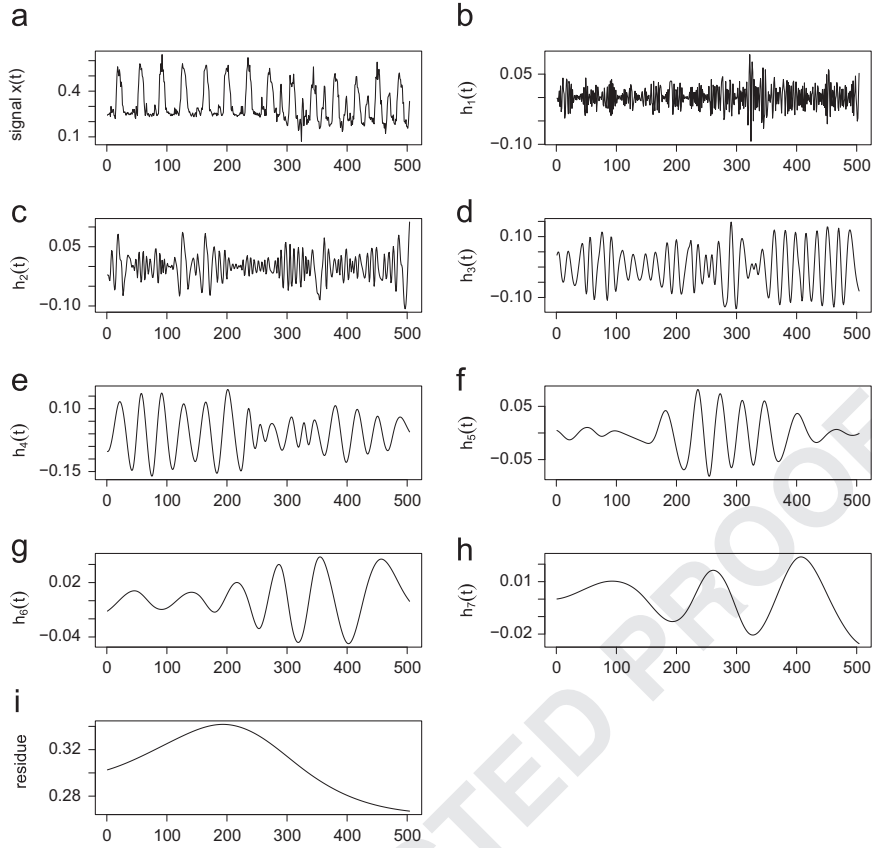 a
signal x(t)
0.4
0.1
0 100 200 300 400 500
b
h1(t)
0.05
−0.10
0 100 200 300 400 500
c
h2(t)
0.05
−0.10
0 100 200 300 400 500
d
h3(t)
0.10
−0.10
0 100 200 300 400 500
e
h4(t)
0.10
−0.15
0 100 200 300 400 500
f
h5(t)
0.05
−0.05
0 100 200 300 400 500
g
h6(t)
0.02
−0.04
0 100 200 300 400 500
h
h7(t)
0.01
−0.02
0 100 200 300 400 500
i
residue
0.32
0.28
0 100 200 300 400 500
CTED PROOF